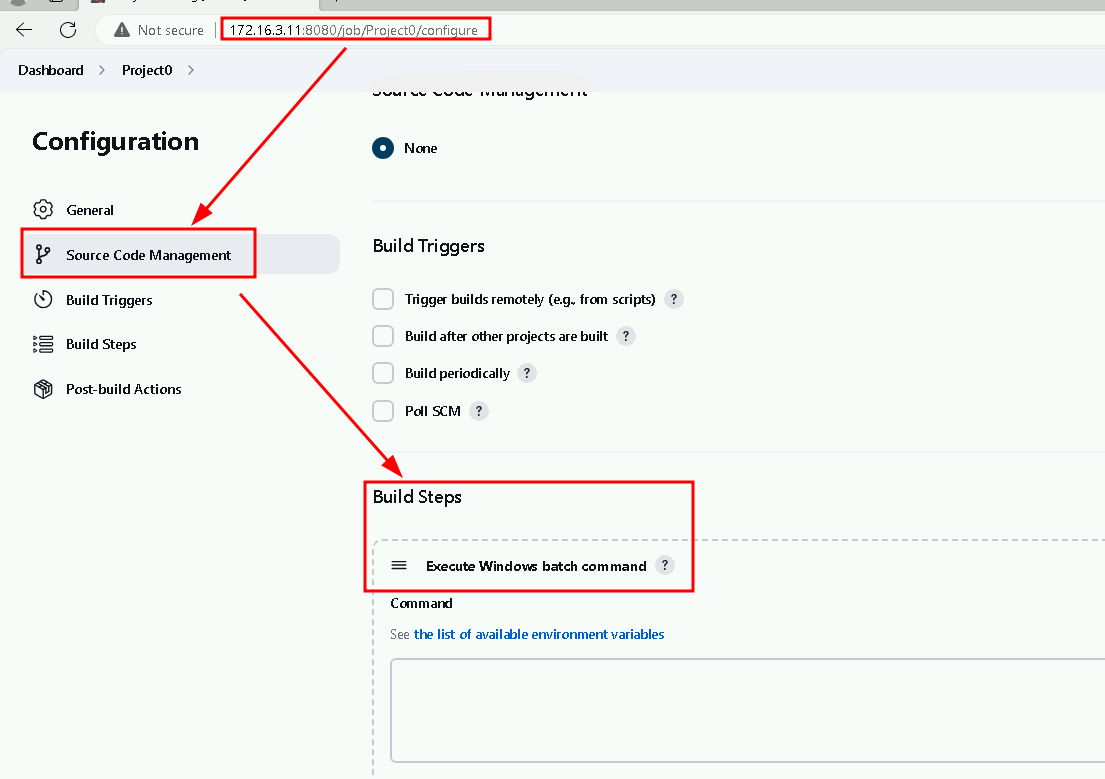 Not secure | 172.16.3.11:8080/job/Project0/configure
Dashboard > Project0 >
Source Code Management
Configuration
None
General
Source Code Management
Build Triggers
Build Steps
Post-build Actions
Build Triggers
Trigger builds remotely (e.g., from scripts) ?
Build after other projects are built ?
Build periodically ?
Poll SCM ?
Build Steps
Execute Windows batch command ?
Command
See the list of available environment variables